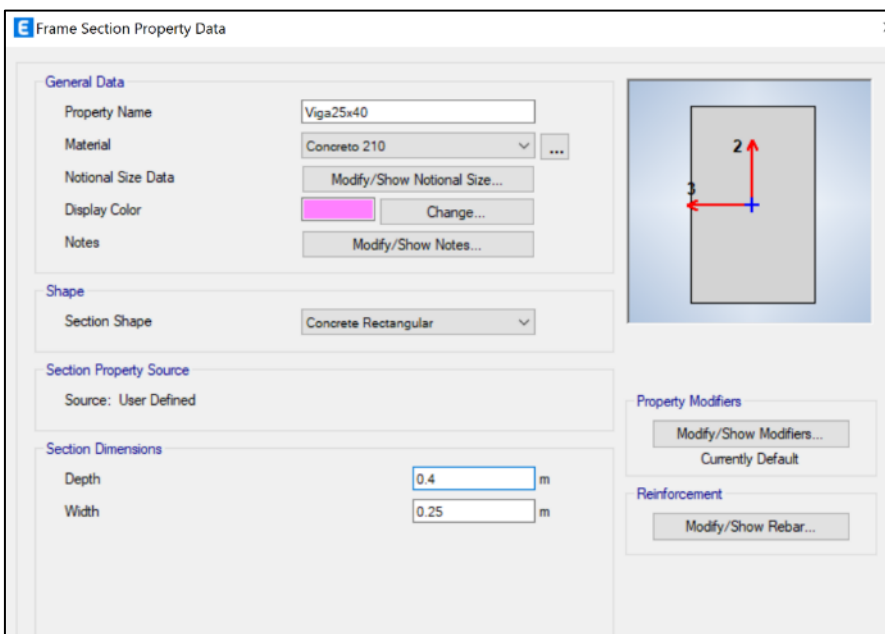 E Frame Section Property Data
General Data
Property Name Viga25x40
Material Concreto 210 ...
Notional Size Data Modify/Show Notional Size...
Display Color Change...
Notes Modify/Show Notes...
2
3
Shape
Section Shape Concrete Rectangular
Section Property Source
Source: User Defined
Property Modifiers
Modify/Show Modifiers...
Currently Default
Section Dimensions
Depth 0.4 m
Width 0.25 m
Reinforcement
Modify/Show Rebar...